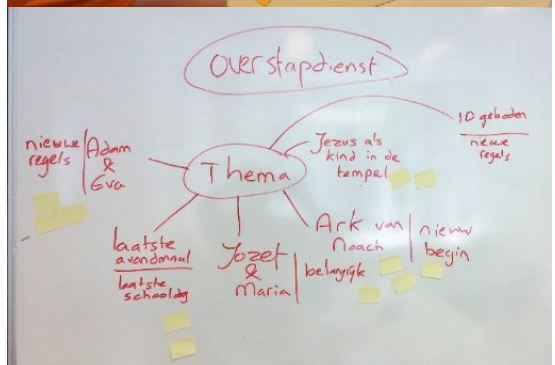 Overstapdienst
10 geboden
nieuwe
regels
Jezus als
kind in de
tempel
nieuwe
regels
Adam
&
Eva
Thema
laatste
avondmaal
laatste
schooldag
Jozef
&
Maria
belangrijk
Ark van
Noach
nieuw
begin